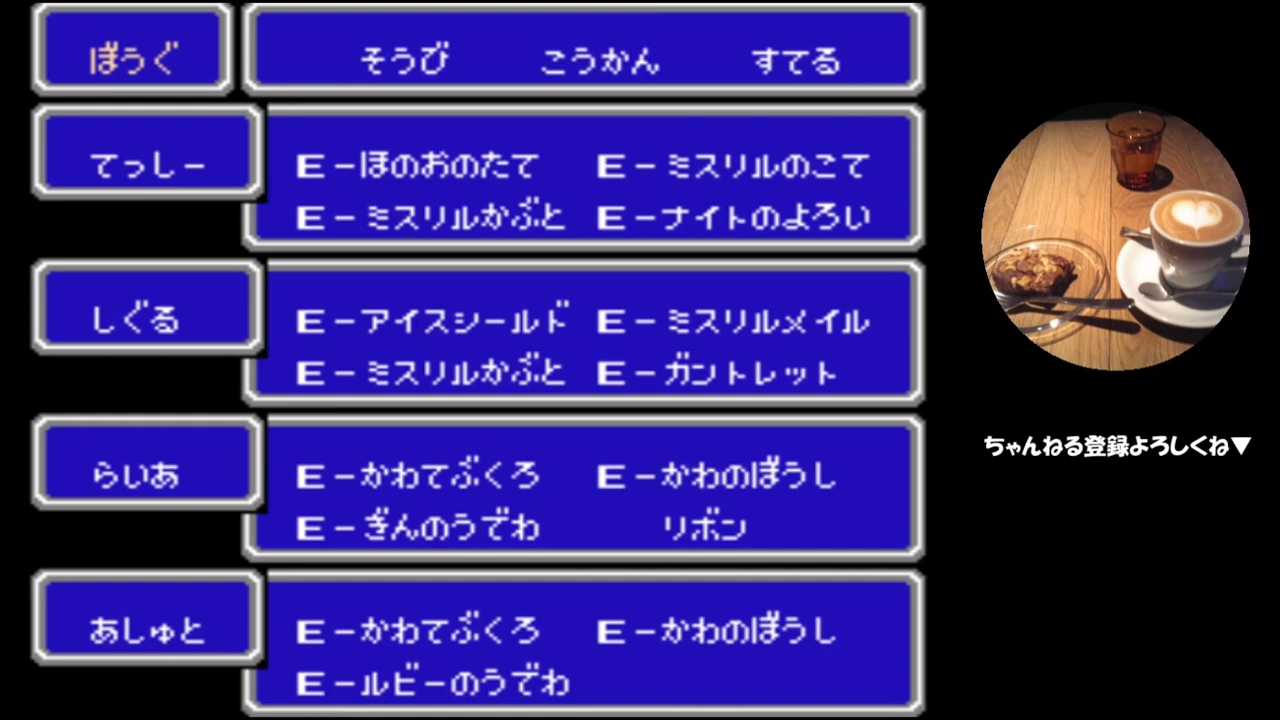 ぼうぐ そうび こうかん すてる
てっしー E－ほのおのたて E－ミスリルのこて
E－ミスリルかぶと E－ナイトのよろい
しぐる E－アイスシールド E－ミスリルメイル
E－ミスリルかぶと E－ガントレット
らいあ E－かわてぶくろ E－かわのぼうし
E－ぎんのうでわ リボン
あしゅと E－かわてぶくろ E－かわのぼうし
E－ルビーのうでわ
ちゃんねる登録よろしくね▼